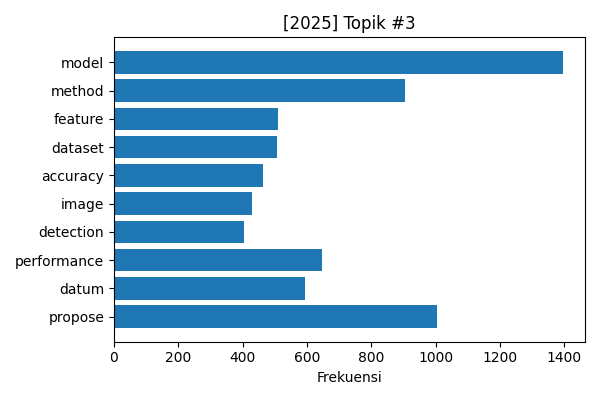 [2025] Topik #3
model
method
feature
dataset
accuracy
image
detection
performance
datum
propose
0 200 400 600 800 1000 1200 1400
Frekuensi